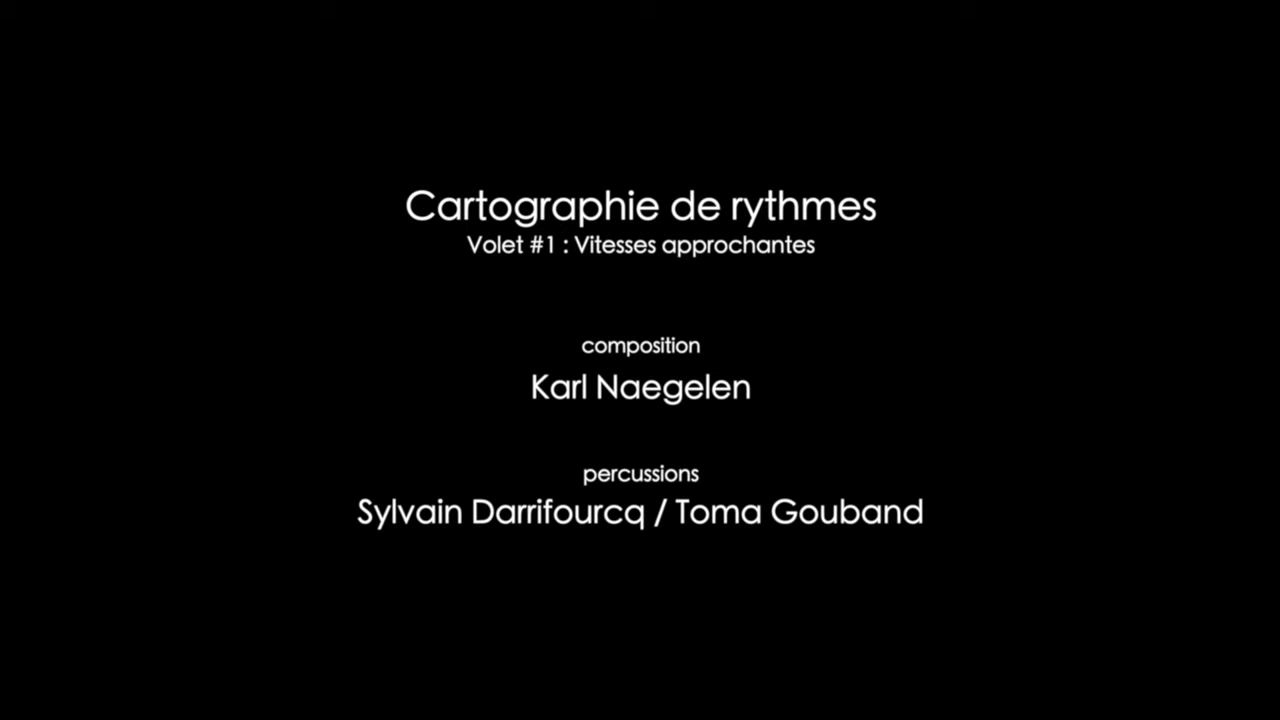 Cartographie de rythmes
Volet #1 : Vitesses approchantes
composition
Karl Naegelen
percussions
Sylvain Darrifourcq / Toma Gouband